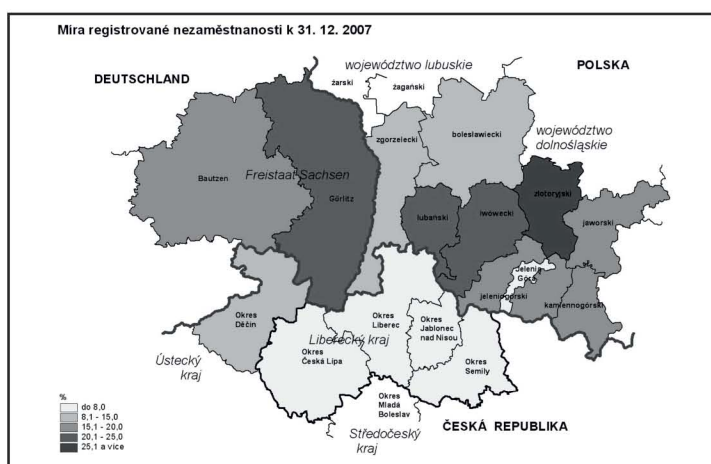 Míra registrované nezaměstnanosti k 31. 12. 2007
DEUTSCHLAND
województwo lubuskie
POLSKA
żarski
żagański
zgorzelecki
bolesławiecki
województwo
dolnośląskie
Bautzen
Freistaat Sachsen
Görlitz
lubański
lwówecki
złotoryjski
jaworski
Jelenia
Góra
jeleniogórski
kamiennogórski
Okres
Děčín
Okres
Liberec
Okres
Jablonec
nad Nisou
Liberecký kraj
Okres
Česká Lípa
Okres
Semily
Ústecký
kraj
Okres
Mladá
Boleslav
ČESKÁ REPUBLIKA
Středočeský
kraj
%
do 8,0
8,1 - 15,0
15,1 - 20,0
20,1 - 25,0
25,1 a více